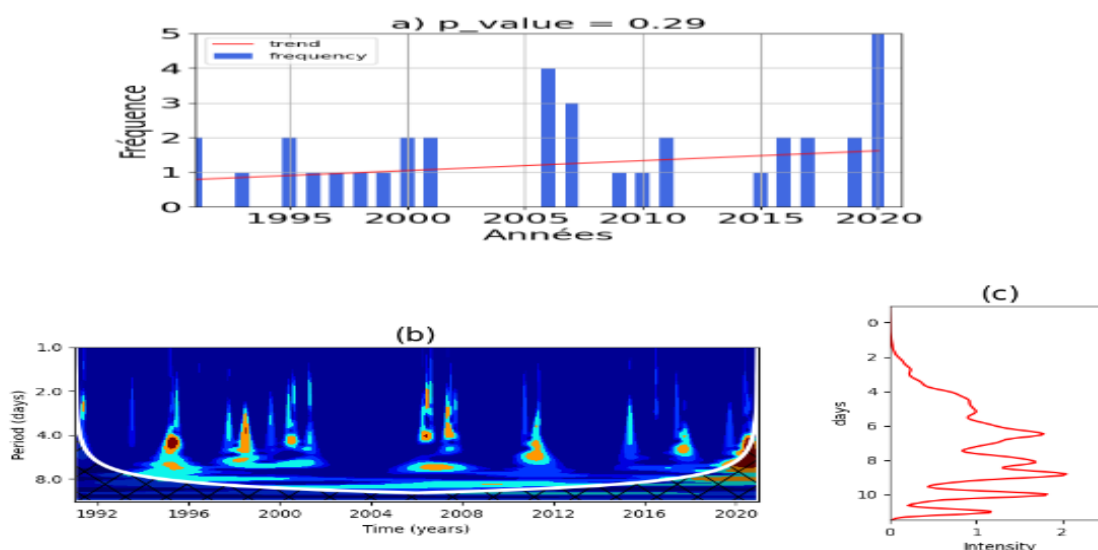 a) p_value = 0.29
trend
frequency
5
4
3
2
1
0
Fréquence
1995 2000 2005 2010 2015 2020
Années
(b)
1.0
2.0
4.0
8.0
Period (days)
1992 1996 2000 2004 2008 2012 2016 2020
Time (years)
(c)
0
2
4
6
8
10
days
0 1 2
Intensity